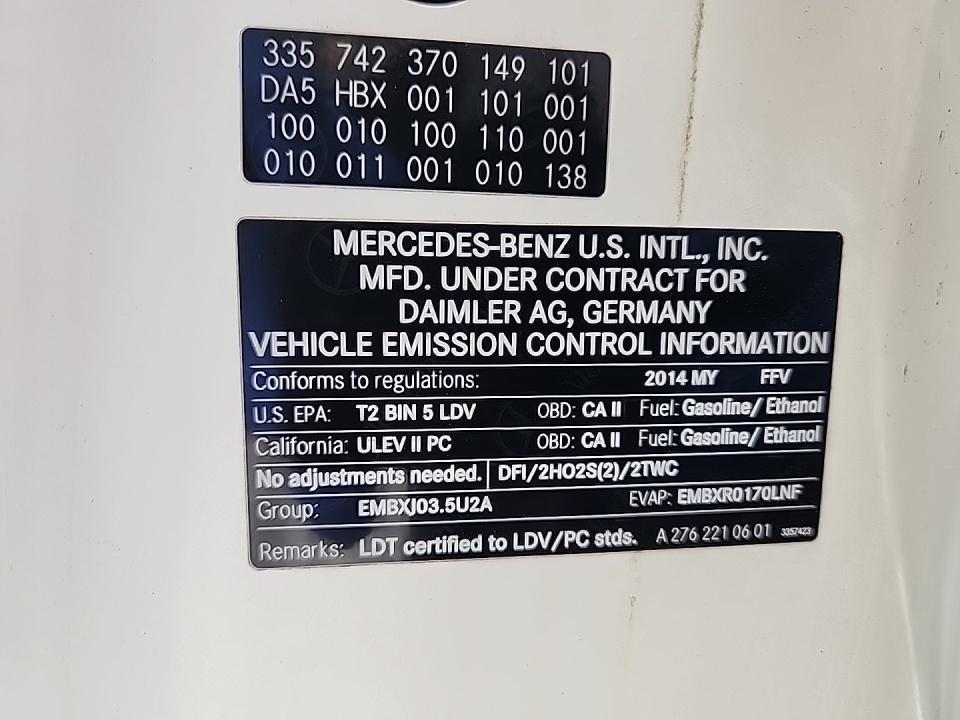 335 742 370 149 101
DA5 HBX 001 101 001
100 010 100 110 001
010 011 001 010 138
MERCEDES-BENZ U.S. INTL., INC.
MFD. UNDER CONTRACT FOR
DAIMLER AG, GERMANY
VEHICLE EMISSION CONTROL INFORMATION
Conforms to regulations: 2014 MY FFV
U.S. EPA: T2 BIN 5 LDV OBD: CA II Fuel: Gasoline/ Ethanol
California: ULEV II PC OBD: CA II Fuel: Gasoline/ Ethanol
No adjustments needed. DFI/2HO2S(2)/2TWC
Group: EMBXJ03.5U2A EVAP: EMBXR0170LNF
Remarks: LDT certified to LDV/PC stds. A 276 221 06 01 3357423